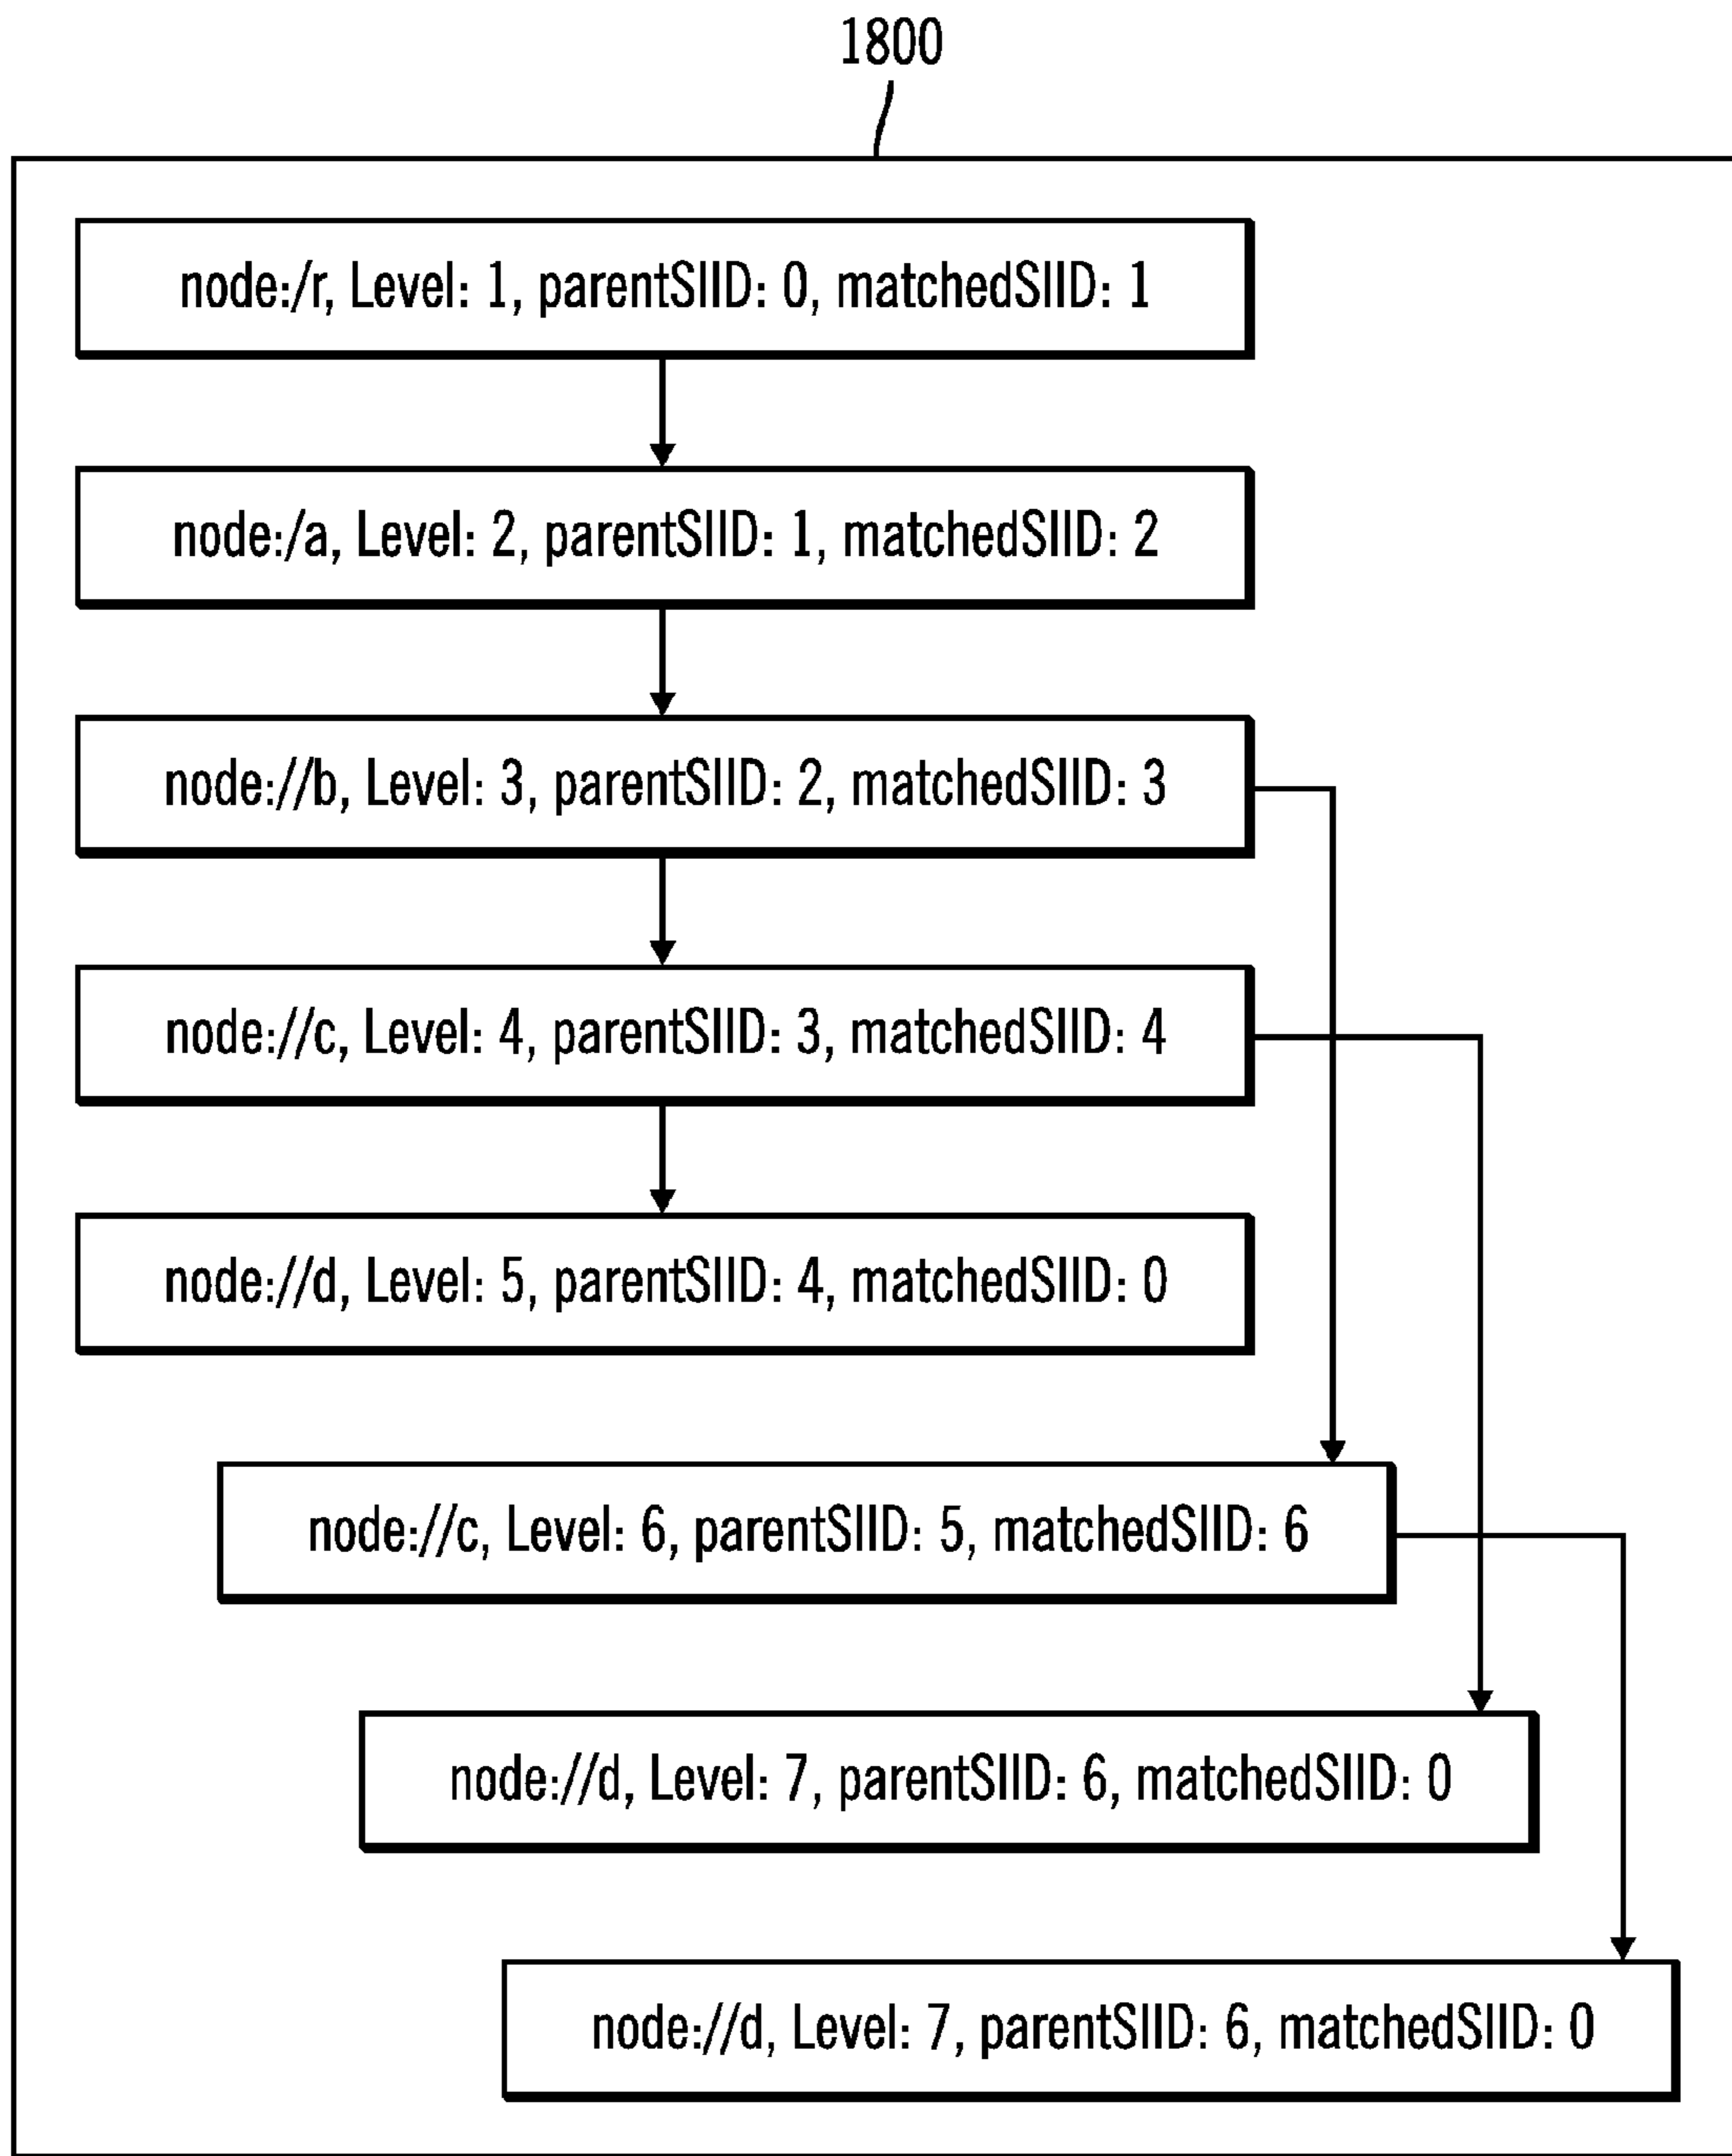 1800
node:/r, Level: 1, parentSIID: 0, matchedSIID: 1
node:/a, Level: 2, parentSIID: 1, matchedSIID: 2
node://b, Level: 3, parentSIID: 2, matchedSIID: 3
node://c, Level: 4, parentSIID: 3, matchedSIID: 4
node://d, Level: 5, parentSIID: 4, matchedSIID: 0
node://c, Level: 6, parentSIID: 5, matchedSIID: 6
node://d, Level: 7, parentSIID: 6, matchedSIID: 0
node://d, Level: 7, parentSIID: 6, matchedSIID: 0